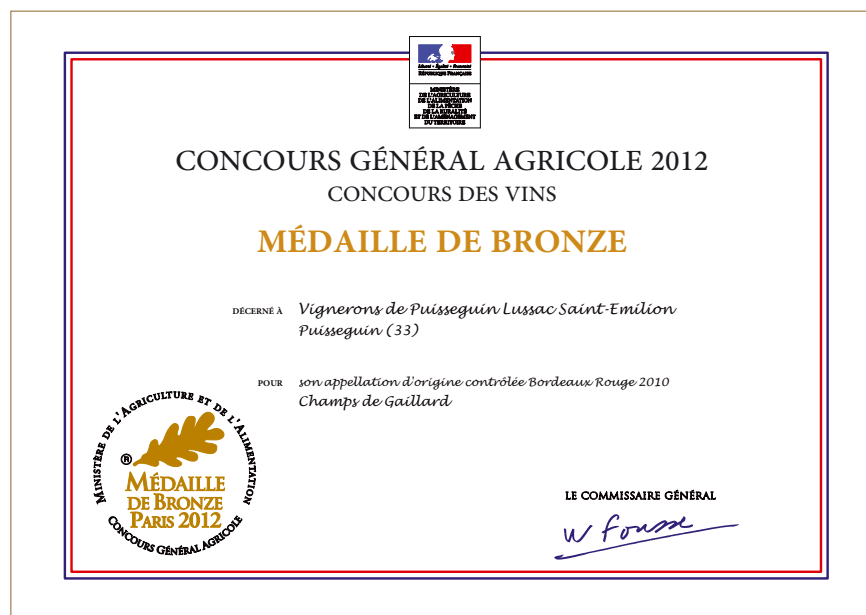 Liberté • Égalité • Fraternité
RÉPUBLIQUE FRANÇAISE
MINISTÈRE
DE L'AGRICULTURE
DE L'ALIMENTATION
DE LA PÊCHE
DE LA RURALITÉ
ET DE L'AMÉNAGEMENT
DU TERRITOIRE
CONCOURS GÉNÉRAL AGRICOLE 2012
CONCOURS DES VINS
MÉDAILLE DE BRONZE
DÉCERNÉ À Vignerons de Puisseguin Lussac Saint-Emilion
Puisseguin (33)
POUR son appellation d'origine contrôlée Bordeaux Rouge 2010
Champs de Gaillard
MINISTÈRE DE L'AGRICULTURE ET DE L'ALIMENTATION
®
MÉDAILLE
DE BRONZE
PARIS 2012
CONCOURS GÉNÉRAL AGRICOLE
LE COMMISSAIRE GÉNÉRAL